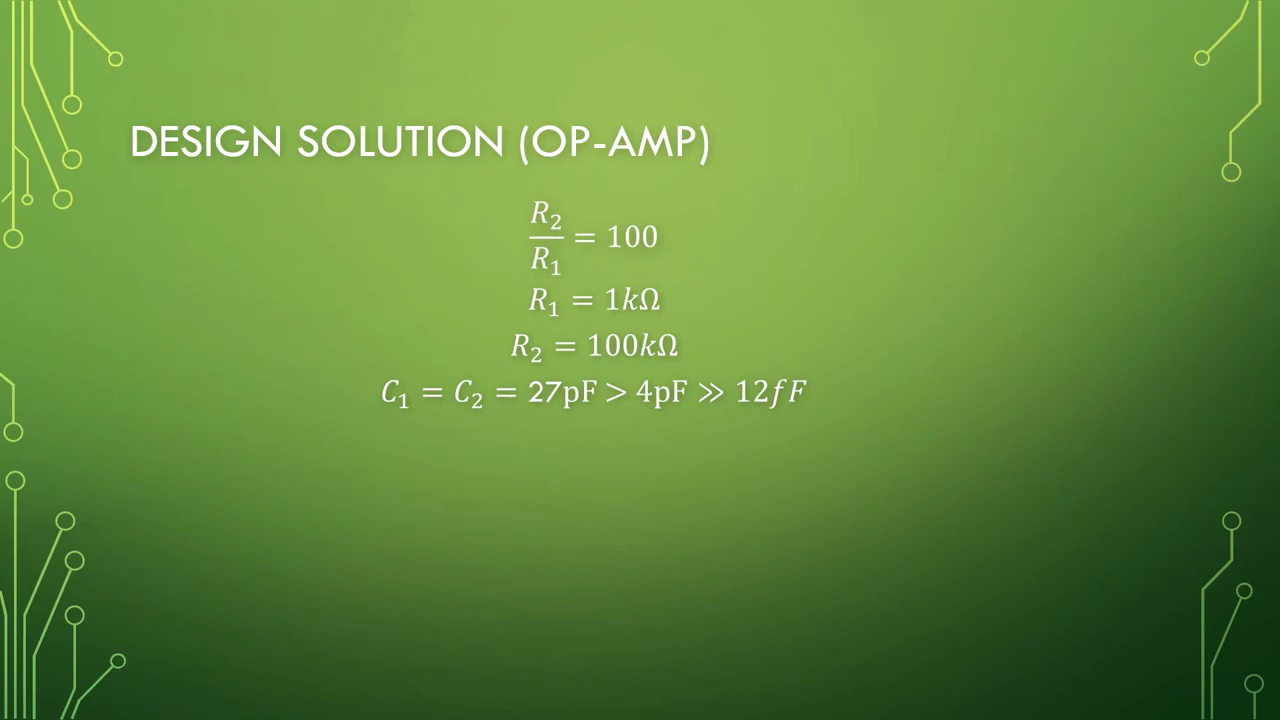 DESIGN SOLUTION (OP-AMP)
R₂/R₁ = 100
R₁ = 1kΩ
R₂ = 100kΩ
C₁ = C₂ = 27pF > 4pF ≫ 12fF